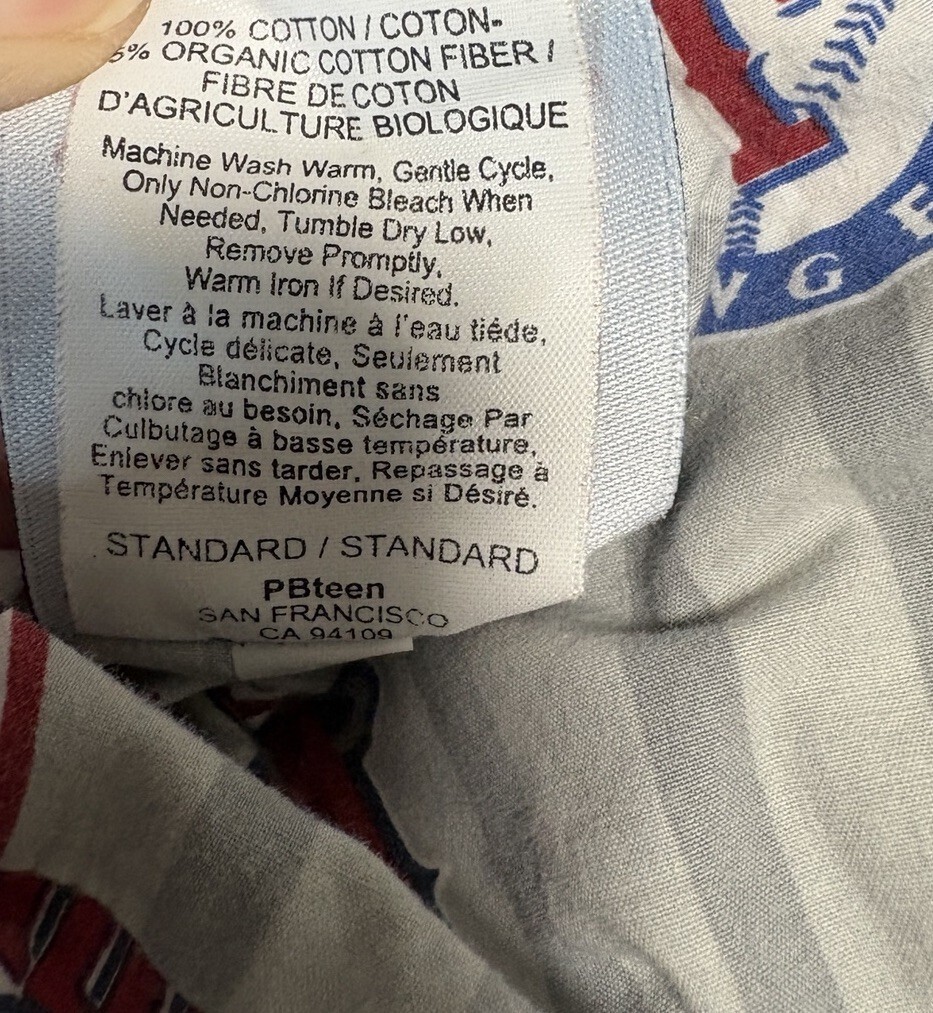 100% COTTON / COTON-
5% ORGANIC COTTON FIBER /
FIBRE DE COTON
D'AGRICULTURE BIOLOGIQUE
Machine Wash Warm, Gentle Cycle,
Only Non-Chlorine Bleach When
Needed, Tumble Dry Low,
Remove Promptly,
Warm Iron If Desired.
Laver à la machine à l'eau tiéde,
Cycle délicate, Seulement
Blanchiment sans
chlore au besoin, Séchage Par
Culbutage à basse température,
Enlever sans tarder, Repassage à
Température Moyenne si Désiré.
STANDARD / STANDARD
PBteen
SAN FRANCISCO
CA 94109
G